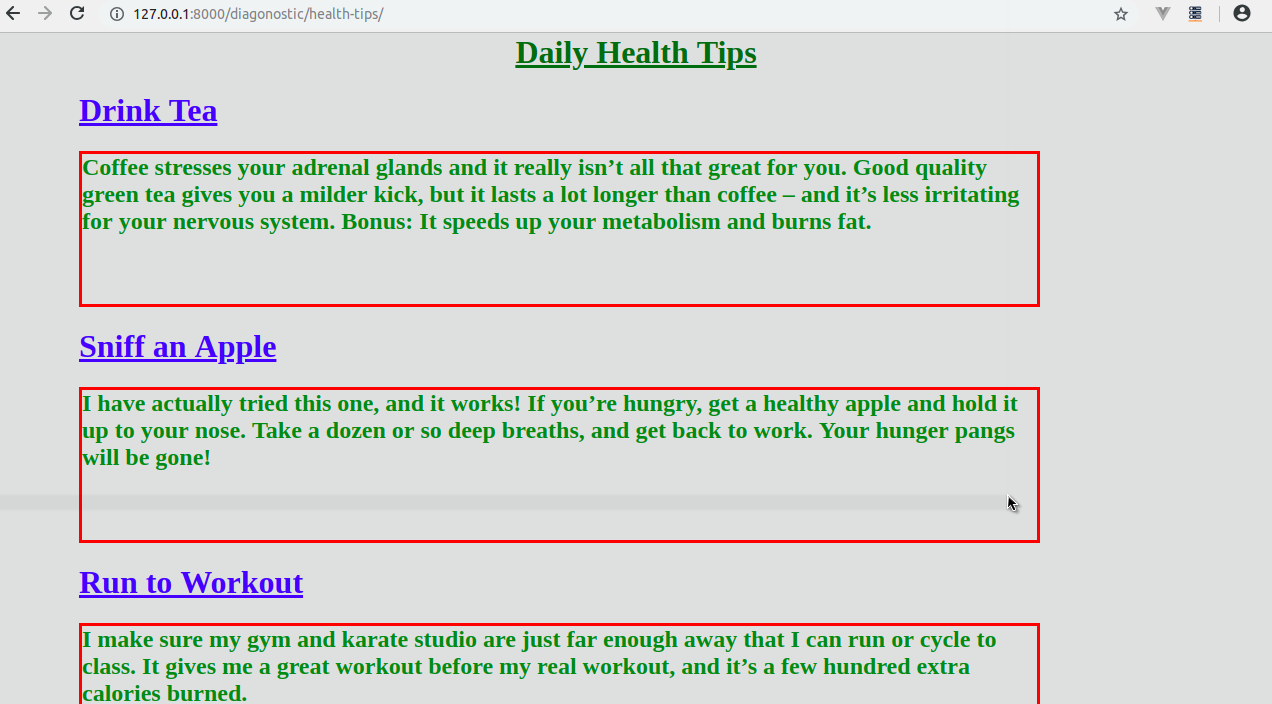 127.0.0.1:8000/diagonostic/health-tips/
Daily Health Tips
Drink Tea
Coffee stresses your adrenal glands and it really isn’t all that great for you. Good quality
green tea gives you a milder kick, but it lasts a lot longer than coffee – and it’s less irritating
for your nervous system. Bonus: It speeds up your metabolism and burns fat.
Sniff an Apple
I have actually tried this one, and it works! If you’re hungry, get a healthy apple and hold it
up to your nose. Take a dozen or so deep breaths, and get back to work. Your hunger pangs
will be gone!
Run to Workout
I make sure my gym and karate studio are just far enough away that I can run or cycle to
class. It gives me a great workout before my real workout, and it’s a few hundred extra
calories burned.